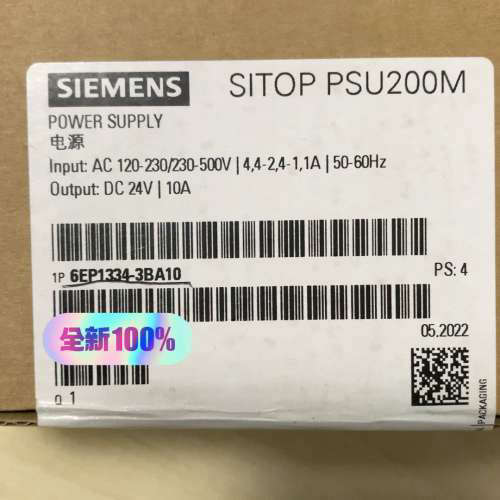 SIEMENS
SITOP PSU200M
POWER SUPPLY
电源
Input: AC 120-230/230-500V | 4,4-2,4-1,1A | 50-60Hz
Output: DC 24V | 10A
1P 6EP1334-3BA10
PS: 4
全新100%
05.2022
Q 1
PACKAGING